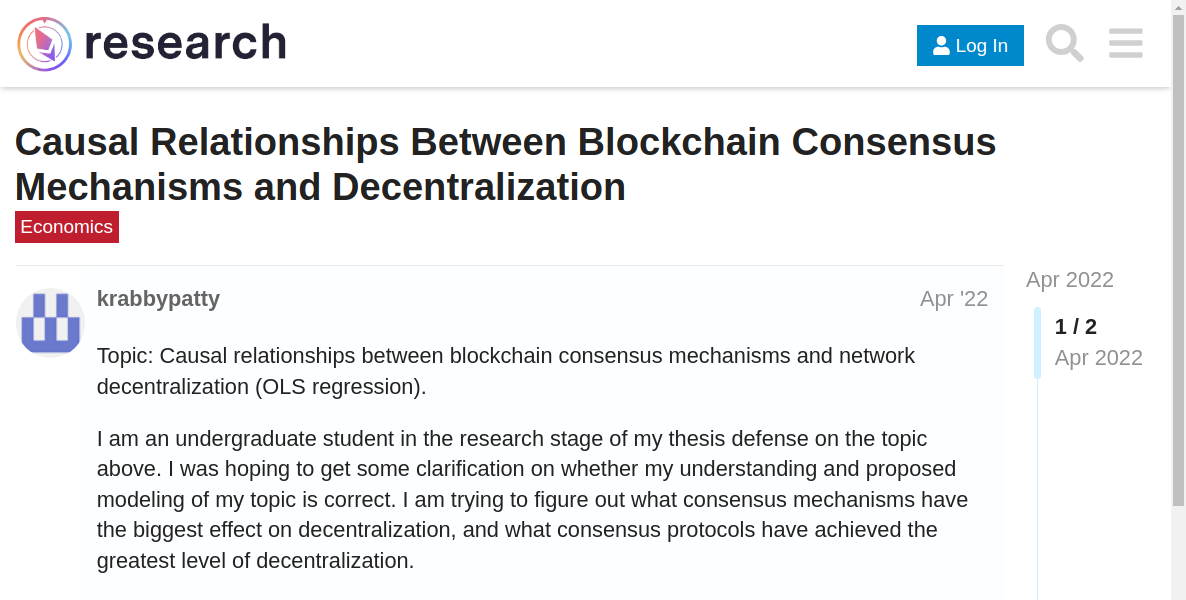 research
Log In
Causal Relationships Between Blockchain Consensus
Mechanisms and Decentralization
Economics
krabbypatty
Apr '22
Apr 2022
1 / 2
Apr 2022
Topic: Causal relationships between blockchain consensus mechanisms and network
decentralization (OLS regression).
I am an undergraduate student in the research stage of my thesis defense on the topic
above. I was hoping to get some clarification on whether my understanding and proposed
modeling of my topic is correct. I am trying to figure out what consensus mechanisms have
the biggest effect on decentralization, and what consensus protocols have achieved the
greatest level of decentralization.